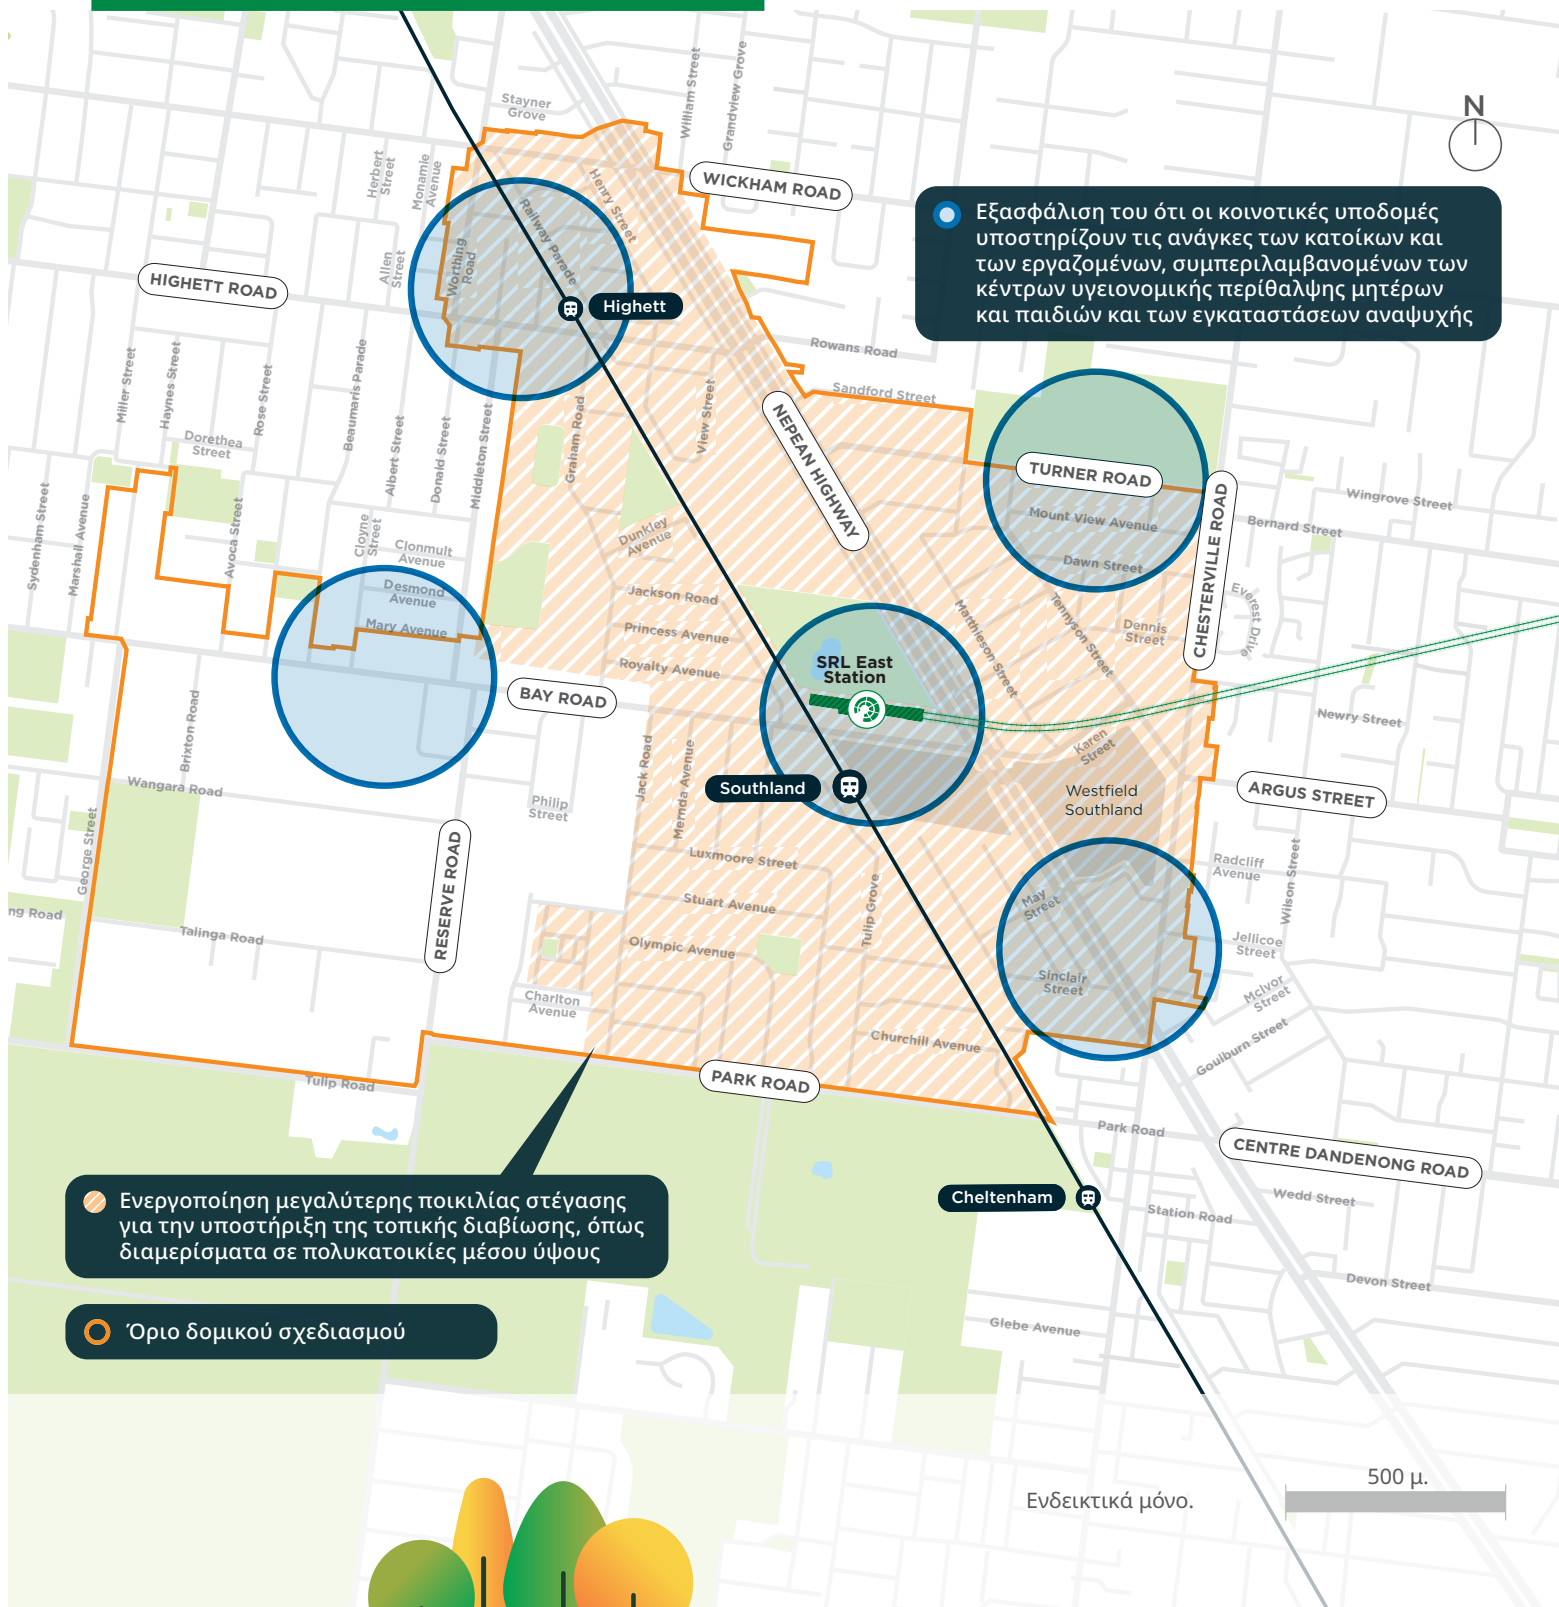 Stayner
Grove
William Street
Grandview Grove
N
Herbert
Street
Monamie
Avenue
Henry Street
WICKHAM ROAD
Εξασφάλιση του ότι οι κοινοτικές υποδομές
υποστηρίζουν τις ανάγκες των κατοίκων και
των εργαζομένων, συμπεριλαμβανομένων των
κέντρων υγειονομικής περίθαλψης μητέρων
και παιδιών και των εγκαταστάσεων αναψυχής
Railway Parade
Worthing
Road
Allen
Street
HIGHETT ROAD
Highett
Rowans Road
Sandford Street
Miller Street
Haynes Street
Rose Street
Beaumaris Parade
Albert Street
Donald Street
Middleton Street
Graham Road
View Street
NEPEAN HIGHWAY
Dorethea
Street
TURNER ROAD
Mount View Avenue
Dawn Street
CHESTERVILLE ROAD
Wingrove Street
Bernard Street
Sydenham Street
Marshall Avenue
Avoca Street
Cloyne
Street
Clonmult
Avenue
Desmond
Avenue
Mary Avenue
Dunkley
Avenue
Jackson Road
Princess Avenue
Royalty Avenue
Matthieson Street
Tennyson Street
Dennis
Street
Everest Drive
SRL East
Station
BAY ROAD
Brixton Road
Wangara Road
Jack Road
Mernda Avenue
Southland
Karen
Street
Newry Street
Westfield
Southland
ARGUS STREET
Philip
Street
George Street
RESERVE ROAD
Luxmoore Street
Stuart Avenue
Olympic Avenue
Tulip Grove
May
Street
Radcliff
Avenue
Wilson Street
ng Road
Talinga Road
Jellicoe
Street
Sinclair
Street
McIvor
Street
Charlton
Avenue
Churchill Avenue
Goulburn Street
Tulip Road
PARK ROAD
Park Road
CENTRE DANDENONG ROAD
Ενεργοποίηση μεγαλύτερης ποικιλίας στέγασης
για την υποστήριξη της τοπικής διαβίωσης, όπως
διαμερίσματα σε πολυκατοικίες μέσου ύψους
Cheltenham
Wedd Street
Station Road
Devon Street
Όριο δομικού σχεδιασμού
Glebe Avenue
Ενδεικτικά μόνο.
500 μ.